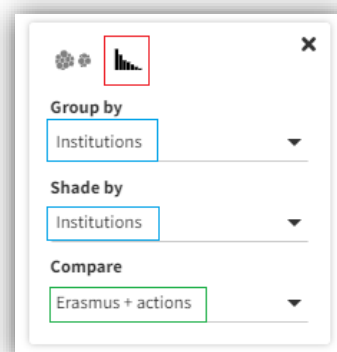 Group by
Institutions
Shade by
Institutions
Compare
Erasmus + actions